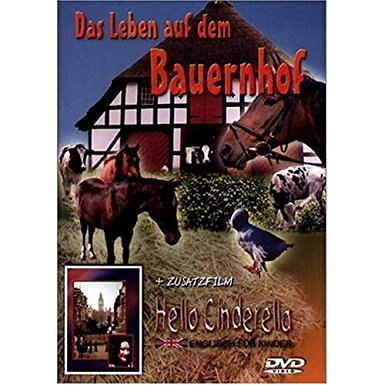 Das Leben auf dem
Bauernhof
+ ZUSATZFILM
Hello Cinderella
ENGLISCH FÜR KINDER
DVD
VIDEO